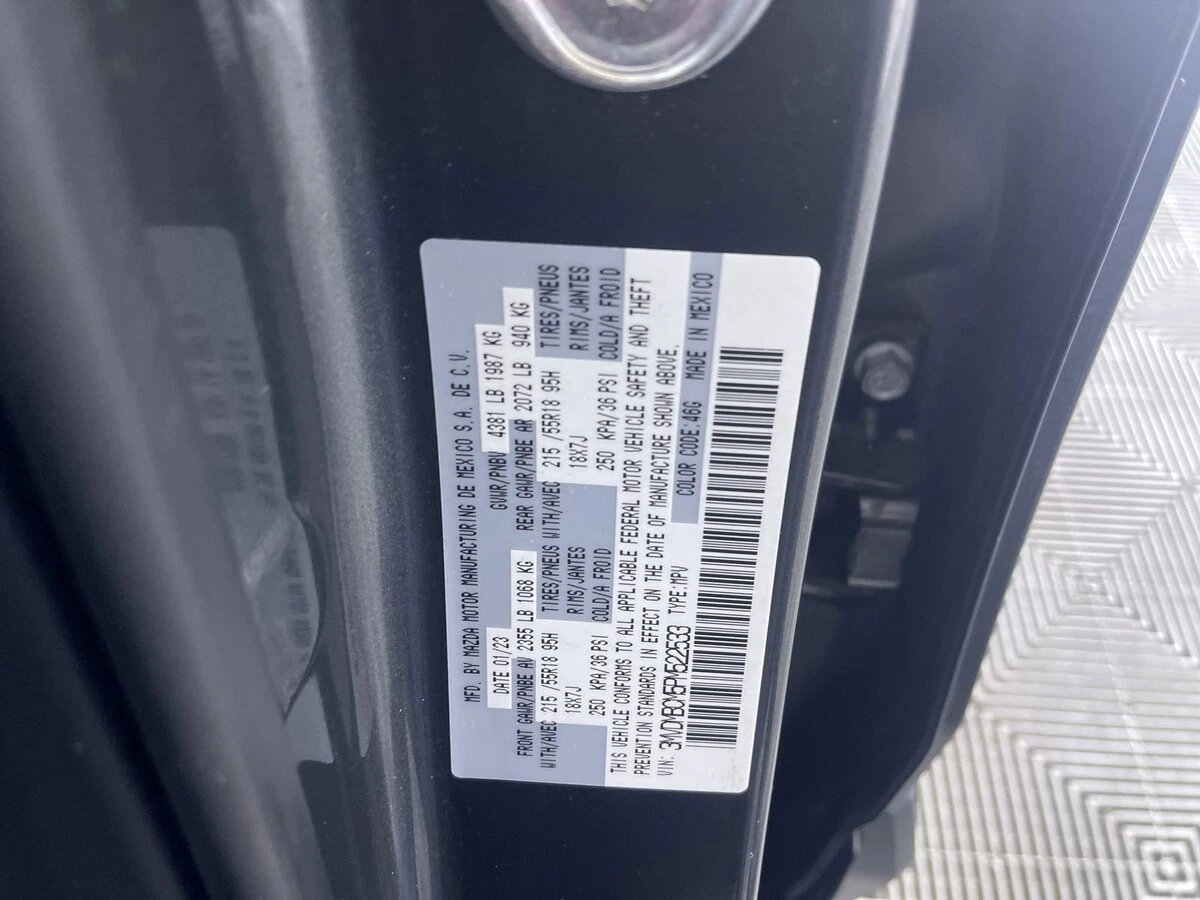 MFD. BY MAZDA MOTOR MANUFACTURING DE MEXICO S.A. DE C.V.
DATE 01/23 GVWR/PNBV 4381 LB 1987 KG
FRONT GAWR/PNBE AV 2355 LB 1068 KG REAR GAWR/PNBE AR 2072 LB 940 KG
WITH/AVEC 215 /55R18 95H TIRES/PNEUS WITH/AVEC 215 /55R18 95H TIRES/PNEUS
18X7J RIMS/JANTES 18X7J RIMS/JANTES
250 KPA/36 PSI COLD/A FROID 250 KPA/36 PSI COLD/A FROID
THIS VEHICLE CONFORMS TO ALL APPLICABLE FEDERAL MOTOR VEHICLE SAFETY AND THEFT
PREVENTION STANDARDS IN EFFECT ON THE DATE OF MANUFACTURE SHOWN ABOVE.
VIN: 3MVDMBCM5PM522533 TYPE:MPV COLOR CODE:46G MADE IN MEXICO